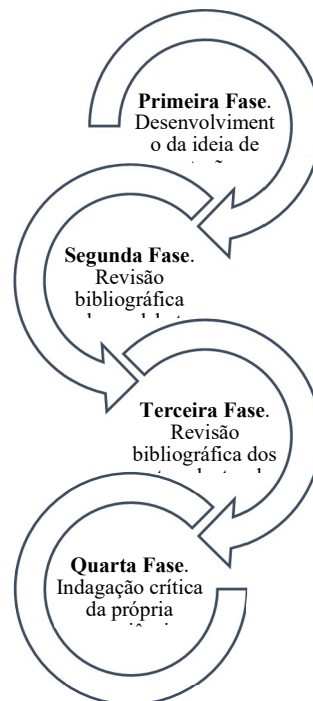 Primeira Fase.
Desenvolviment
o da ideia de
Segunda Fase.
Revisão
bibliográfica
Terceira Fase.
Revisão
bibliográfica dos
Quarta Fase.
Indagação crítica
da própria